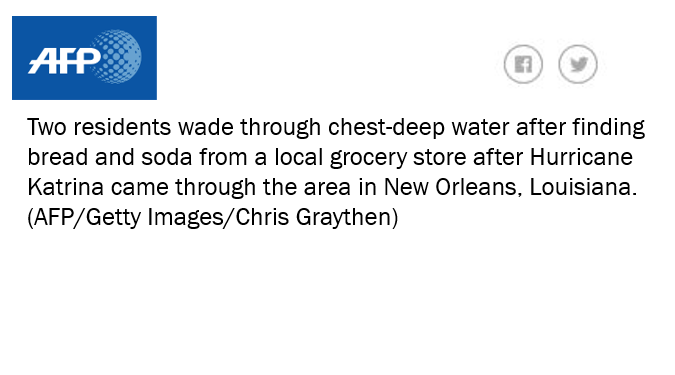 AFP
Two residents wade through chest-deep water after finding
bread and soda from a local grocery store after Hurricane
Katrina came through the area in New Orleans, Louisiana.
(AFP/Getty Images/Chris Graythen)